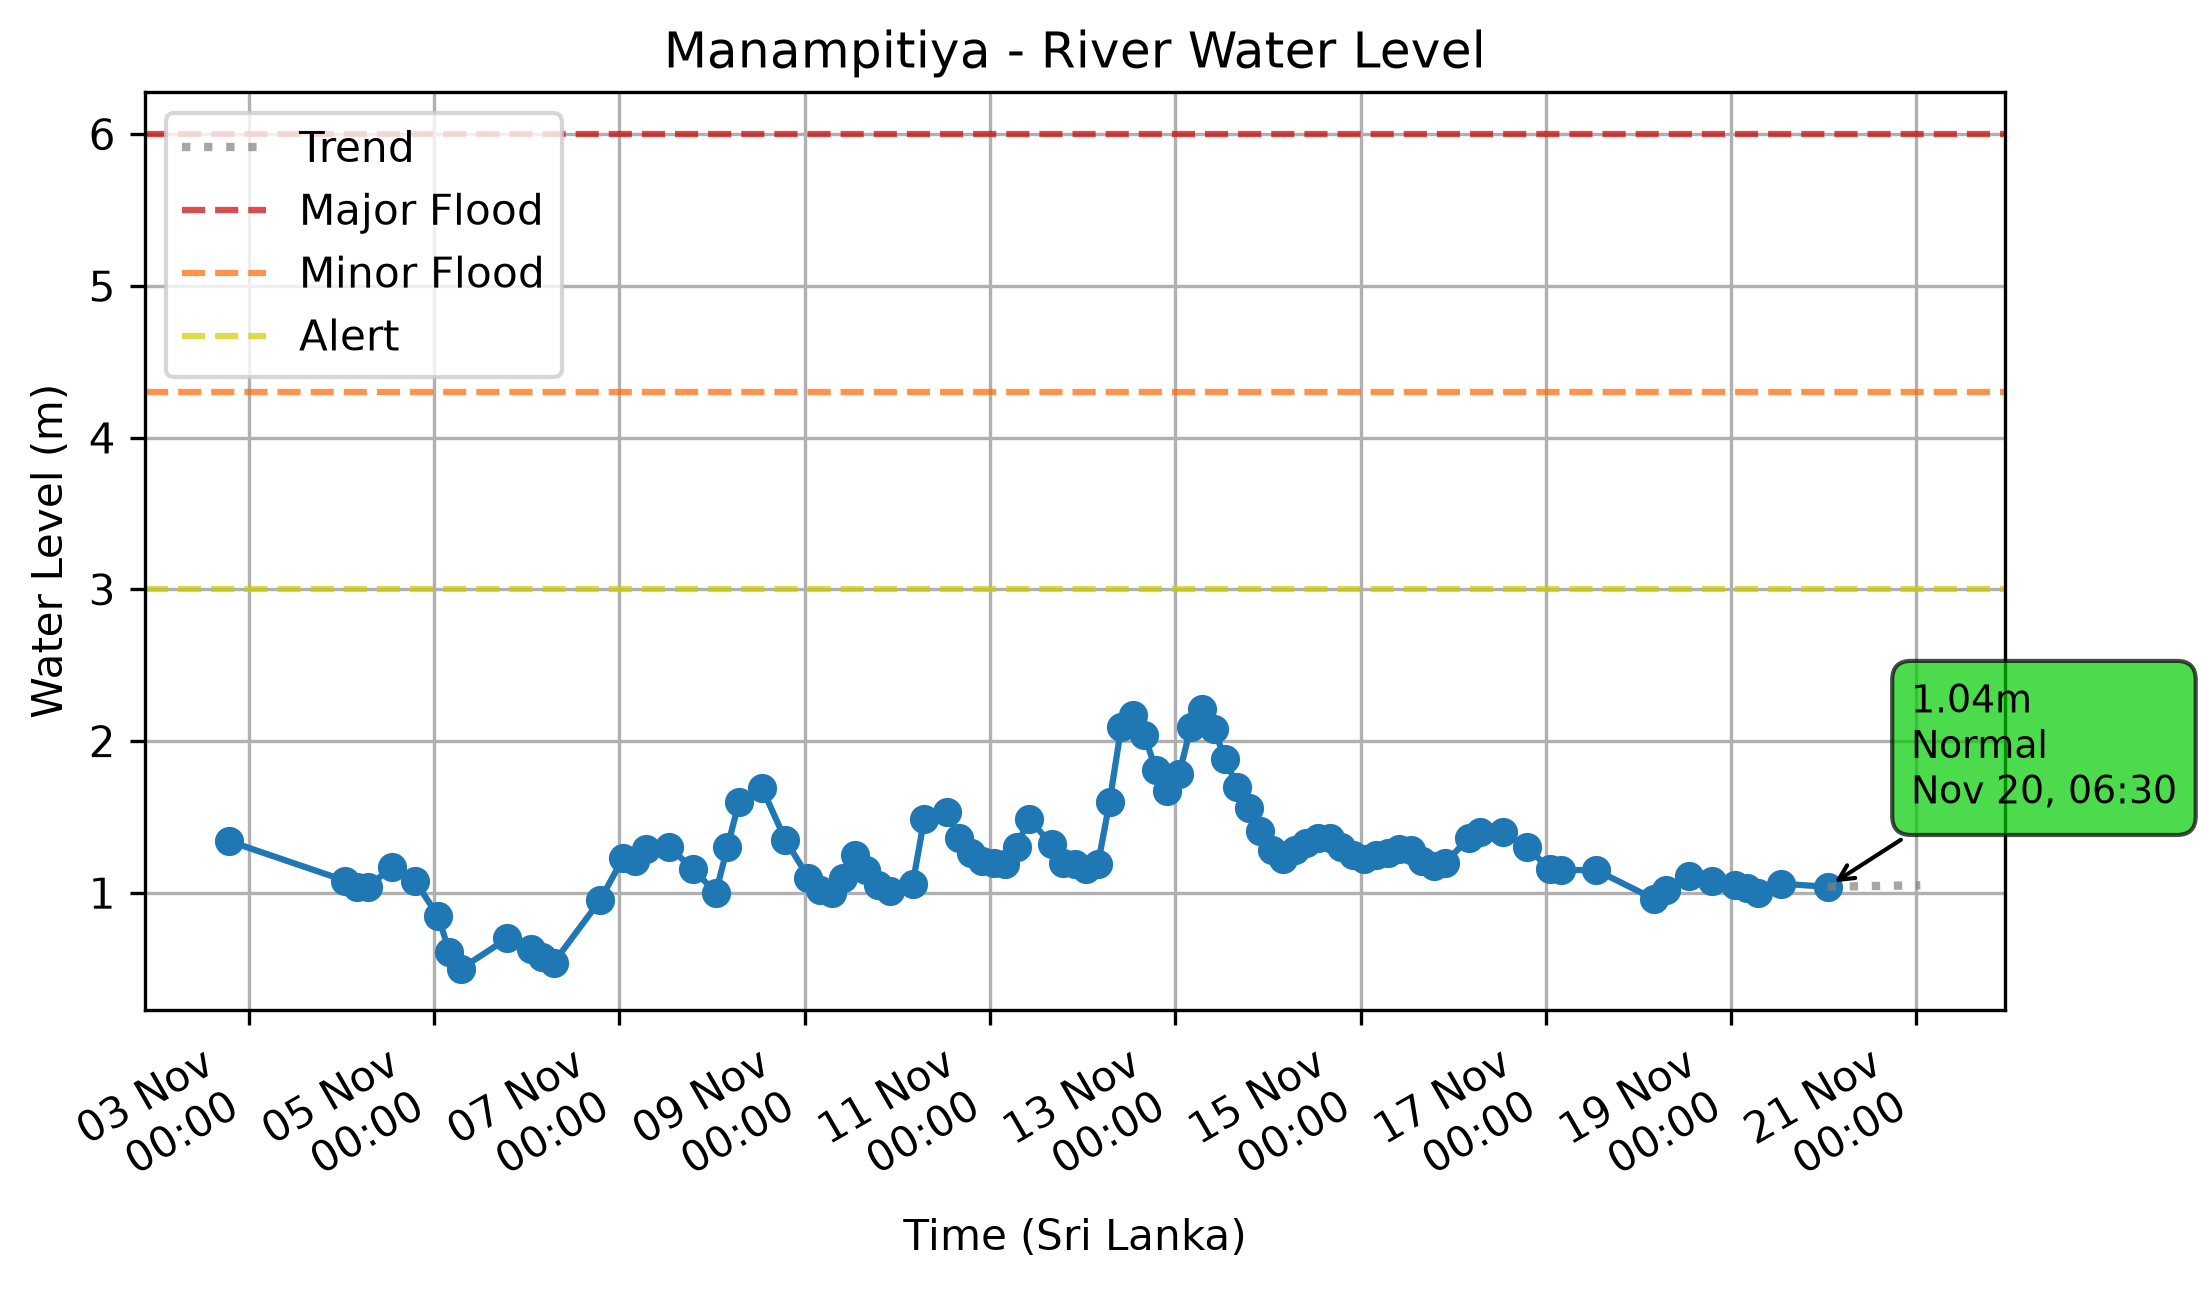 Manampitiya - River Water Level
Trend
Major Flood
Minor Flood
Alert
Water Level (m)
6
5
4
3
2
1
1.04m
Normal
Nov 20, 06:30
03 Nov
00:00
05 Nov
00:00
07 Nov
00:00
09 Nov
00:00
11 Nov
00:00
13 Nov
00:00
15 Nov
00:00
17 Nov
00:00
19 Nov
00:00
21 Nov
00:00
Time (Sri Lanka)